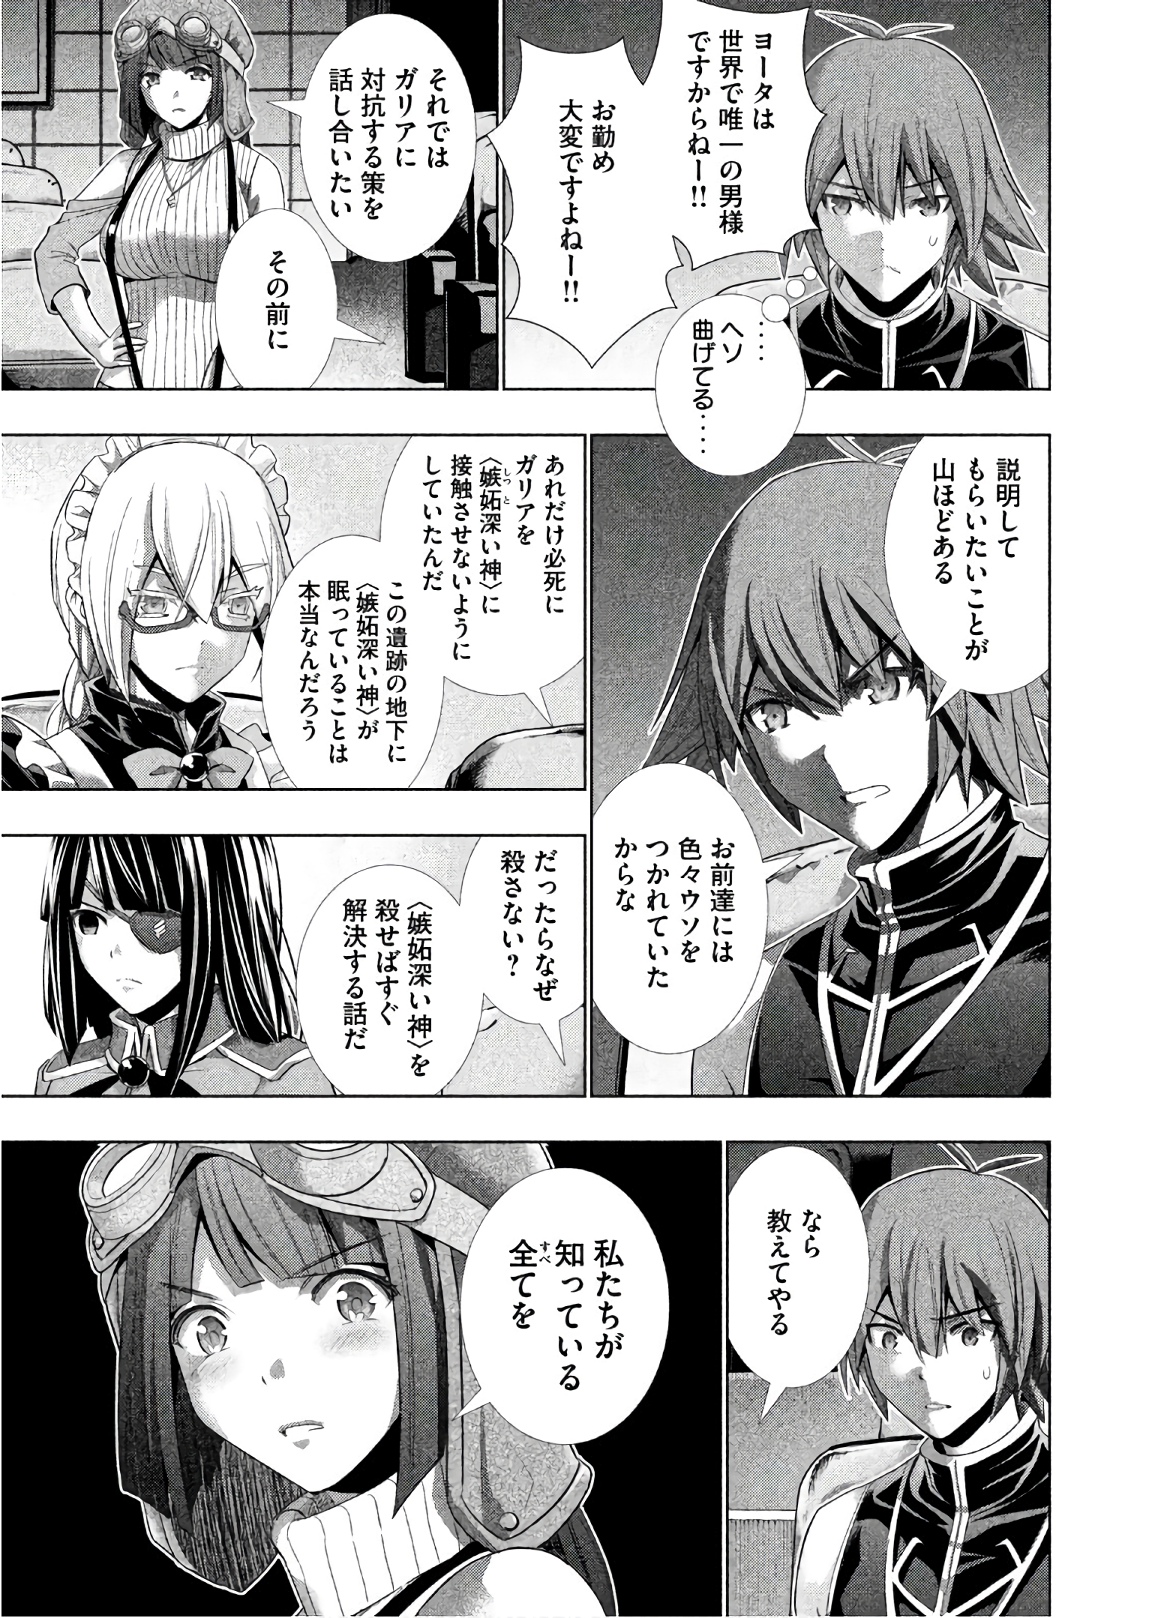 ヨータは
世界で唯一の男様
ですからねー!!
お勤め
大変ですよねー!!
‥‥
ヘソ
曲げてる‥‥
それでは
ガリアに
対抗する策を
話し合いたい
その前に
説明して
もらいたいことが
山ほどある
お前達には
色々ウソを
つかれていた
からな
あれだけ必死に
ガリアを
〈嫉妬深い神〉に
しっと
接触させないように
していたんだ
この遺跡の地下に
〈嫉妬深い神〉が
眠っていることは
本当なんだろう
だったらなぜ
殺さない?
〈嫉妬深い神〉を
殺せばすぐ
解決する話だ
なら
教えてやる
私たちが
知っている
全てを
すべ